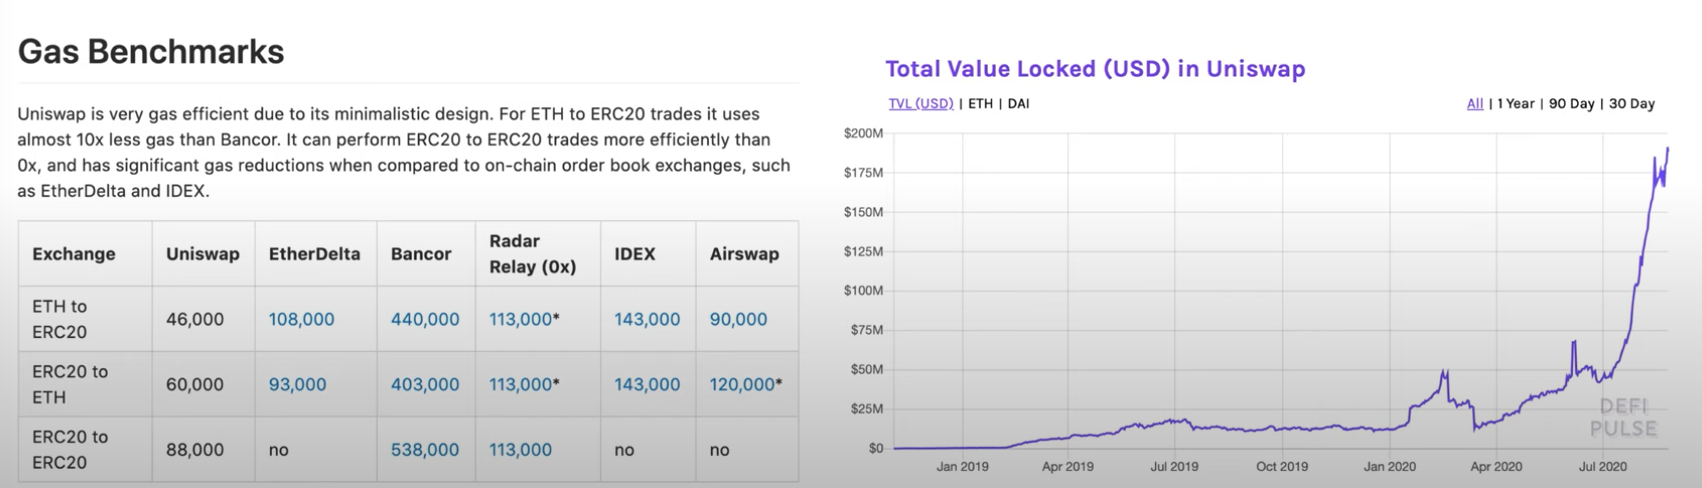 Gas Benchmarks
Uniswap is very gas efficient due to its minimalistic design. For ETH to ERC20 trades it uses
almost 10x less gas than Bancor. It can perform ERC20 to ERC20 trades more efficiently than
0x, and has significant gas reductions when compared to on-chain order book exchanges, such
as EtherDelta and IDEX.
Exchange Uniswap EtherDelta Bancor Radar Relay (0x) IDEX Airswap
ETH to ERC20 46,000 108,000 440,000 113,000* 143,000 90,000
ERC20 to ETH 60,000 93,000 403,000 113,000* 143,000 120,000*
ERC20 to ERC20 88,000 no 538,000 113,000 no no
Total Value Locked (USD) in Uniswap
TVL (USD) | ETH | DAI All | 1 Year | 90 Day | 30 Day
$200M
$175M
$150M
$125M
$100M
$75M
$50M
$25M
$0
DEFI
PULSE
Jan 2019 Apr 2019 Jul 2019 Oct 2019 Jan 2020 Apr 2020 Jul 2020